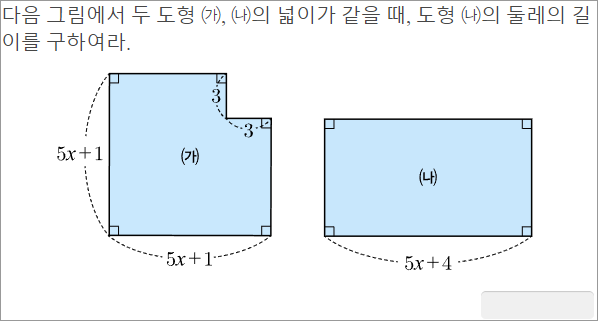 다음 그림에서 두 도형 ㈎, ㈏의 넓이가 같을 때, 도형 ㈏의 둘레의 길
이를 구하여라.
3
3
5x+1
㈎
㈏
5x+1
5x+4